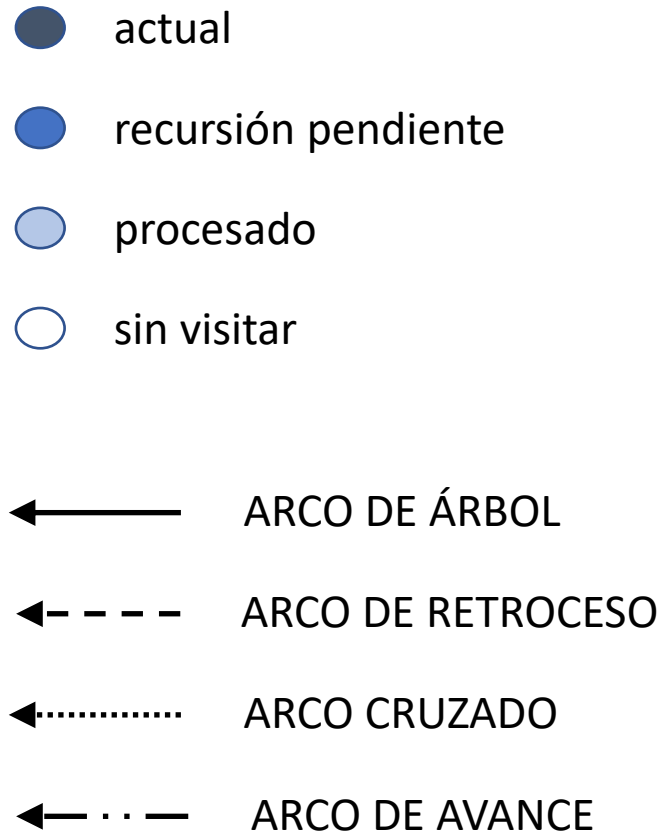 actual
recursión pendiente
procesado
sin visitar
ARCO DE ÁRBOL
ARCO DE RETROCESO
ARCO CRUZADO
ARCO DE AVANCE